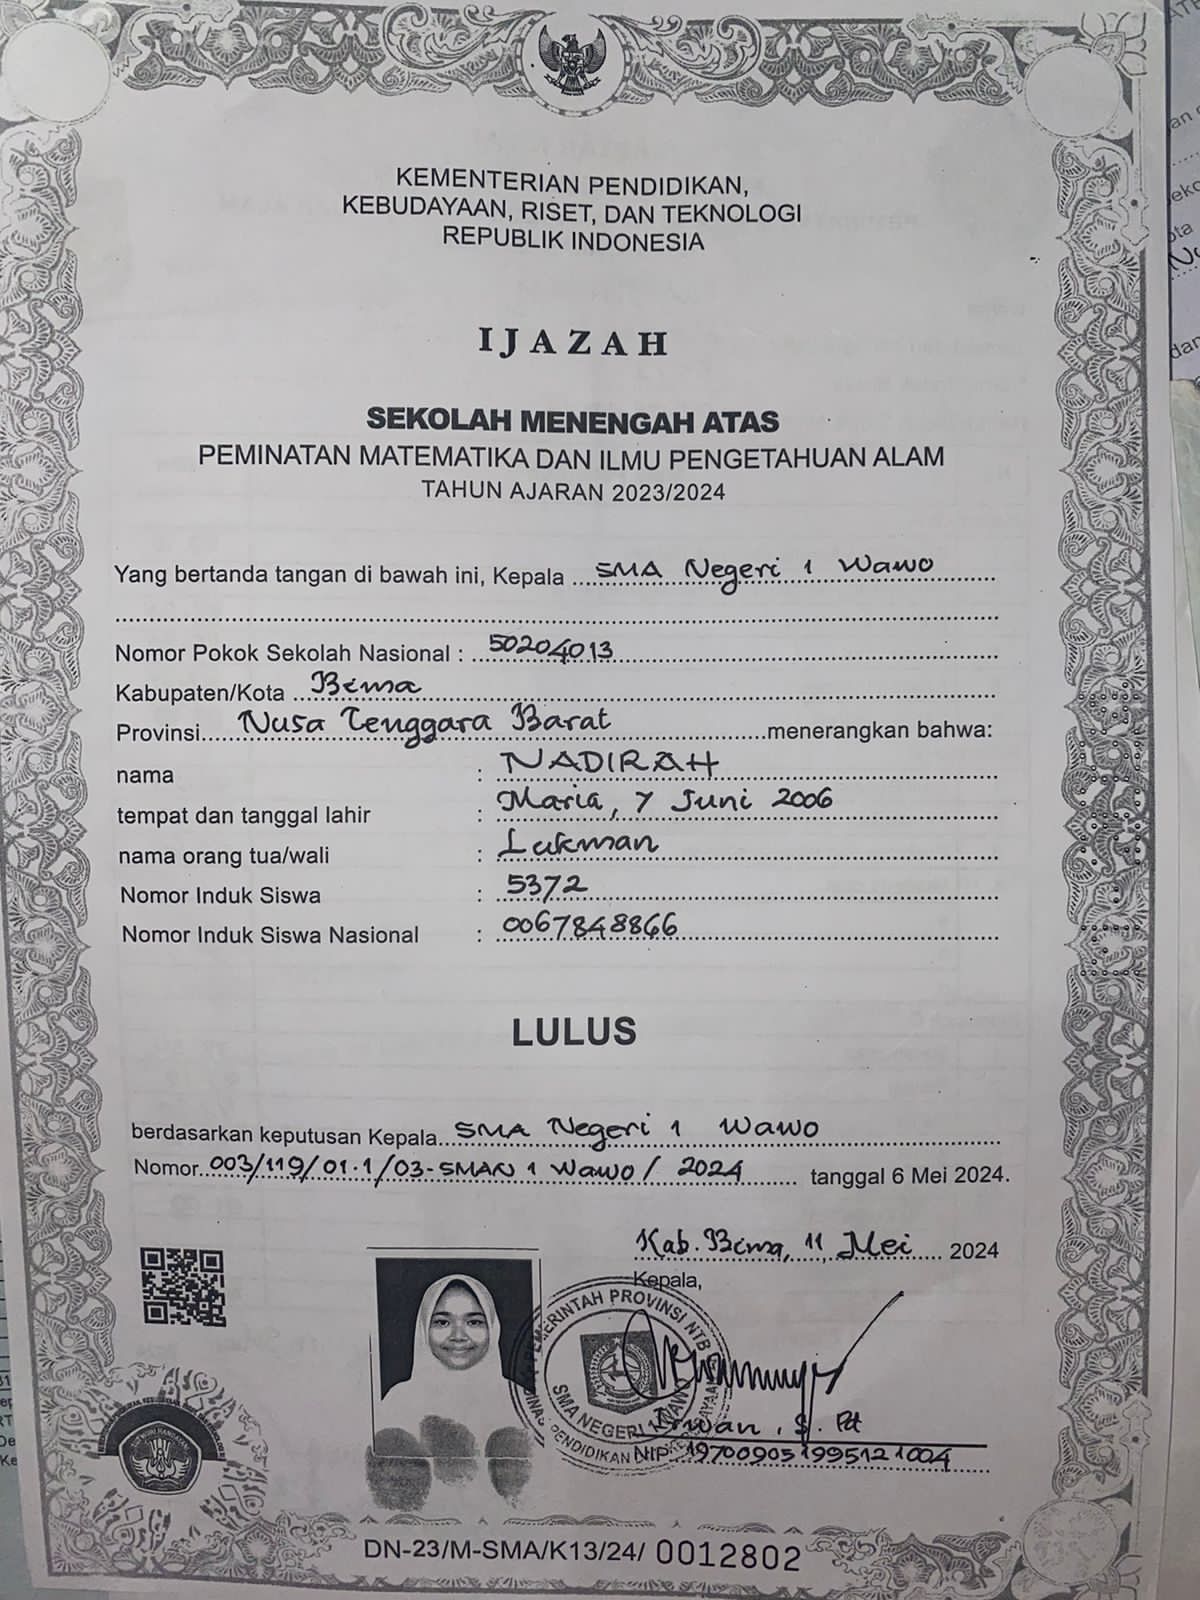 KEMENTERIAN PENDIDIKAN,
KEBUDAYAAN, RISET, DAN TEKNOLOGI
REPUBLIK INDONESIA
IJAZAH
SEKOLAH MENENGAH ATAS
PEMINATAN MATEMATIKA DAN ILMU PENGETAHUAN ALAM
TAHUN AJARAN 2023/2024
Yang bertanda tangan di bawah ini, Kepala SMA Negeri 1 Wawo
Nomor Pokok Sekolah Nasional : 50204013
Kabupaten/Kota Bima
Provinsi Nusa Tenggara Barat menerangkan bahwa:
nama : NADIRAH
tempat dan tanggal lahir : Maria, 7 Juni 2006
nama orang tua/wali : Lukman
Nomor Induk Siswa : 5372
Nomor Induk Siswa Nasional : 0067848866
LULUS
berdasarkan keputusan Kepala SMA Negeri 1 Wawo
Nomor 003/119/01.1/03-SMAN 1 Wawo/ 2024 tanggal 6 Mei 2024.
Kab. Bima, 11 Mei 2024
Kepala,
PEMERINTAH PROVINSI NTB
SMA NEGERI 1 WAWO
DINAS PENDIDIKAN
Irwan, S.Pd
NIP 197009051995121004
TUT WURI HANDAYANI
DN-23/M-SMA/K13/24/ 0012802